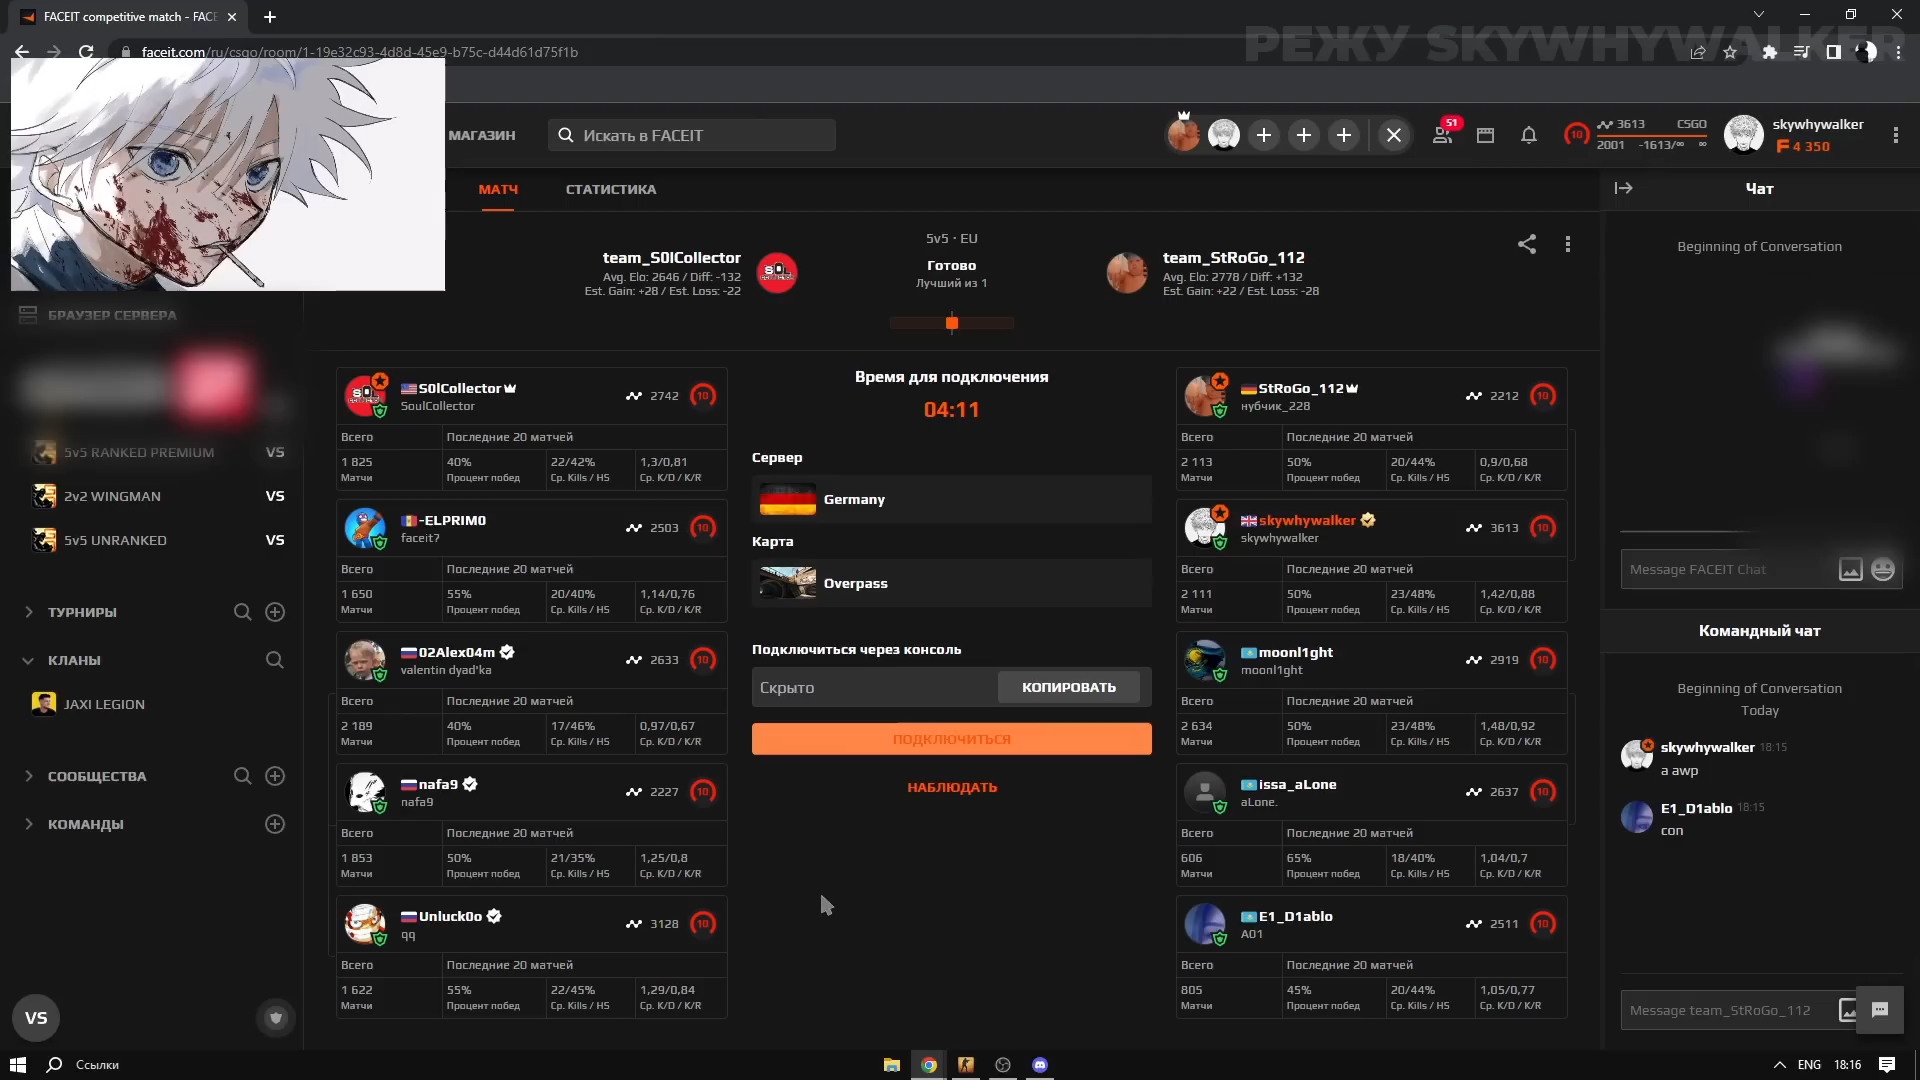 FACEIT competitive match - FACE
faceit.com/ru/csgo/room/1-19e32c93-4d8d-45e9-b75c-d44d61d75f1b
РЕЖУ SKYWHYWALKER
МАГАЗИН
Искать в FACEIT
51
10
3613
CSGO
2001
-1613/∞
∞
skywhywalker
4 350
МАТЧ
СТАТИСТИКА
team_S0lCollector
Avg. Elo: 2646 / Diff: -132
Est. Gain: +28 / Est. Loss: -22
5v5 · EU
Готово
Лучший из 1
team_StRoGo_112
Avg. Elo: 2778 / Diff: +132
Est. Gain: +22 / Est. Loss: -28
БРАУЗЕР СЕРВЕРА
5v5 RANKED PREMIUM VS
2v2 WINGMAN VS
5v5 UNRANKED VS
ТУРНИРЫ
КЛАНЫ
JAXI LEGION
СООБЩЕСТВА
КОМАНДЫ
VS
S0lCollector
SoulCollector
2742 10
Всего Последние 20 матчей
1 825 40% 22/42% 1,3/0,81
Матчи Процент побед Ср. Kills / HS Ср. K/D / K/R
-ELPRIM0
faceit?
2503 10
Всего Последние 20 матчей
1 650 55% 20/40% 1,14/0,76
Матчи Процент побед Ср. Kills / HS Ср. K/D / K/R
02Alex04m
valentin dyad'ka
2633 10
Всего Последние 20 матчей
2 189 40% 17/46% 0,97/0,67
Матчи Процент побед Ср. Kills / HS Ср. K/D / K/R
nafa9
nafa9
2227 10
Всего Последние 20 матчей
1 853 50% 21/35% 1,25/0,8
Матчи Процент побед Ср. Kills / HS Ср. K/D / K/R
Unluck0o
qq
3128 10
Всего Последние 20 матчей
1 622 55% 22/45% 1,29/0,84
Матчи Процент побед Ср. Kills / HS Ср. K/D / K/R
Время для подключения
04:11
Сервер
Germany
Карта
Overpass
Подключиться через консоль
Скрыто
КОПИРОВАТЬ
ПОДКЛЮЧИТЬСЯ
НАБЛЮДАТЬ
StRoGo_112
нубчик_228
2212 10
Всего Последние 20 матчей
2 113 50% 20/44% 0,9/0,68
Матчи Процент побед Ср. Kills / HS Ср. K/D / K/R
skywhywalker
skywhywalker
3613 10
Всего Последние 20 матчей
2 111 50% 23/48% 1,42/0,88
Матчи Процент побед Ср. Kills / HS Ср. K/D / K/R
moonl1ght
moonl1ght
2919 10
Всего Последние 20 матчей
2 634 50% 23/48% 1,48/0,92
Матчи Процент побед Ср. Kills / HS Ср. K/D / K/R
issa_aLone
aLone.
2637 10
Всего Последние 20 матчей
606 65% 18/40% 1,04/0,7
Матчи Процент побед Ср. Kills / HS Ср. K/D / K/R
E1_D1ablo
A01
2511 10
Всего Последние 20 матчей
805 45% 20/44% 1,05/0,77
Матчи Процент побед Ср. Kills / HS Ср. K/D / K/R
Чат
Beginning of Conversation
Message FACEIT Chat
Командный чат
Beginning of Conversation
Today
skywhywalker 18:15
a awp
E1_D1ablo 18:15
con
Message team_StRoGo_112
Ссылки
ENG
18:16